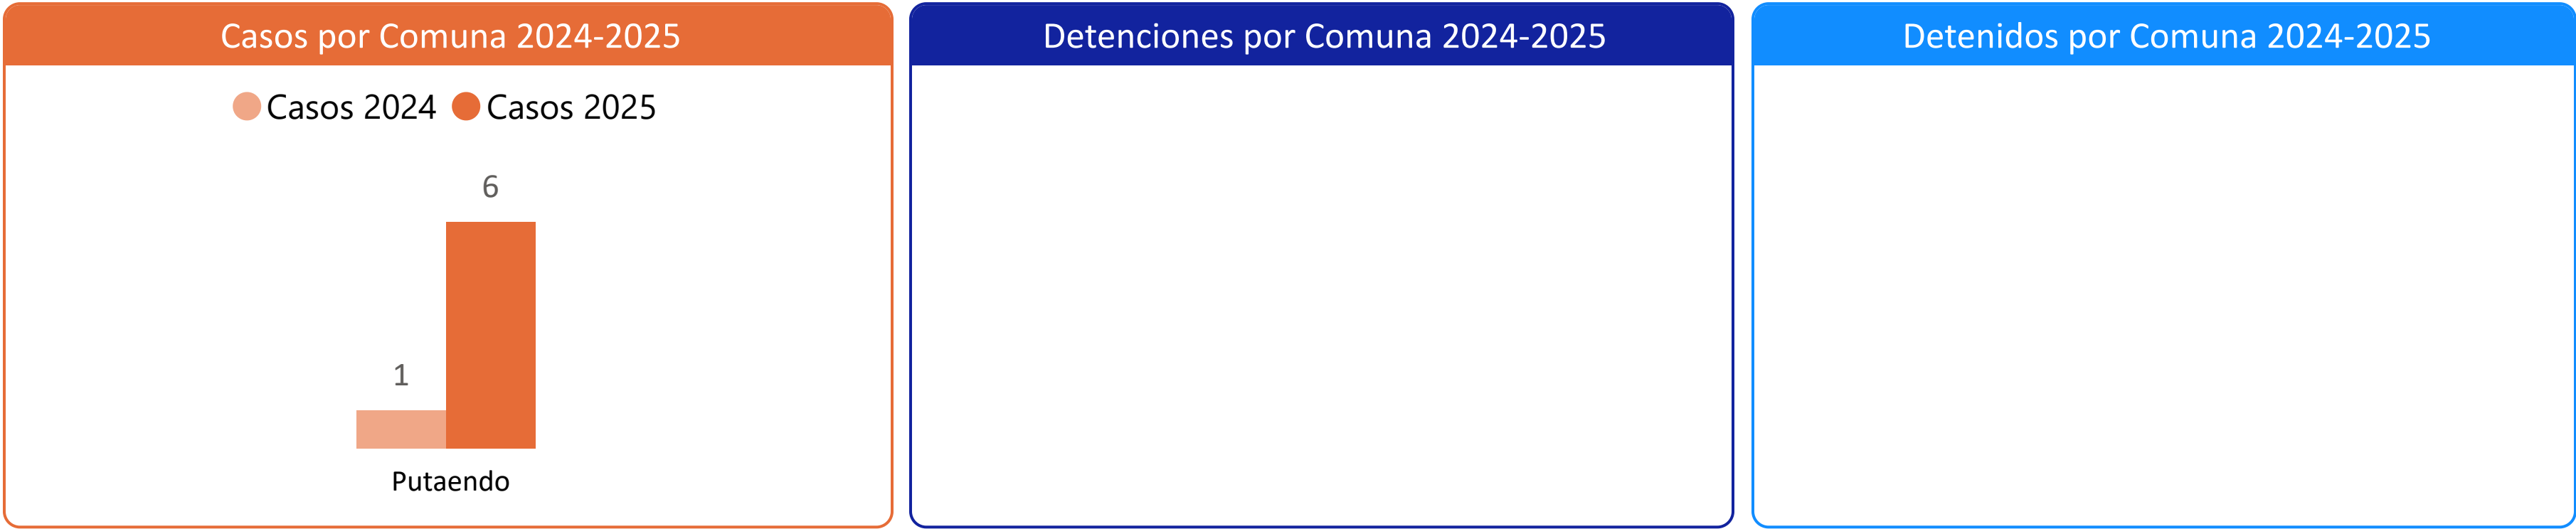 Casos por Comuna 2024-2025
Casos 2024 Casos 2025
6
1
Putaendo
Detenciones por Comuna 2024-2025
Detenidos por Comuna 2024-2025